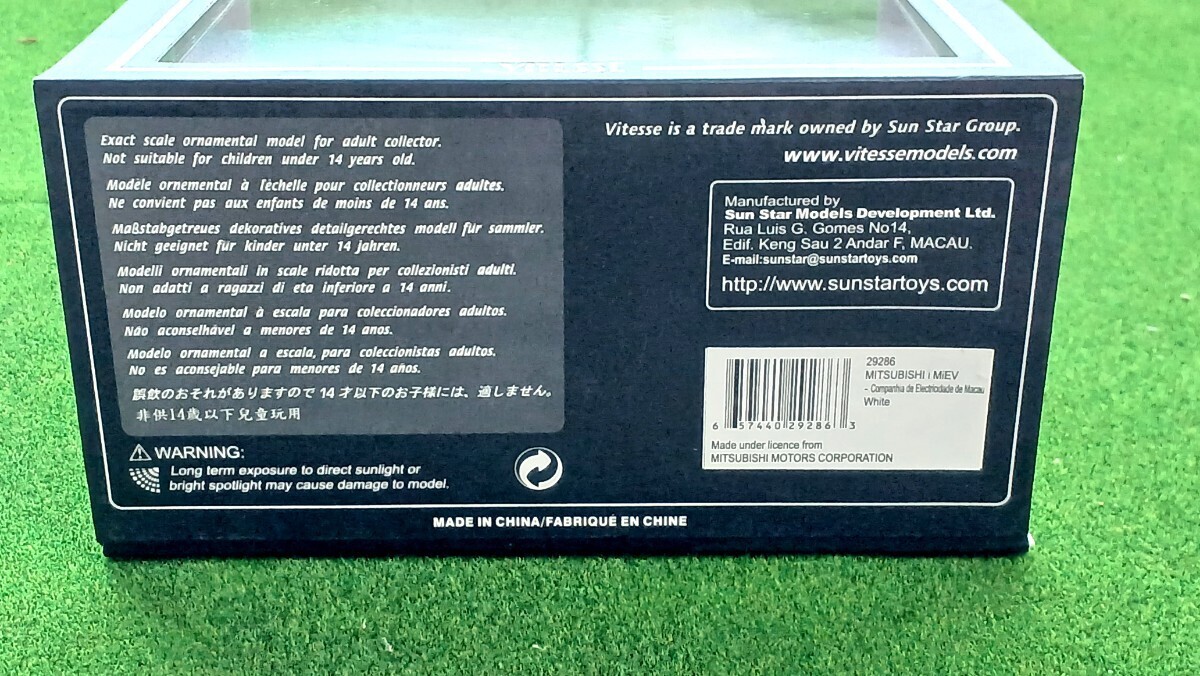 Exact scale ornamental model for adult collector.
Not suitable for children under 14 years old.
Modèle ornemental à l'èchelle pour collectionneurs adultes.
Ne convient pas aux enfants de moins de 14 ans.
Maßstabgetreues dekoratives detailgerechtes modell für sammler.
Nicht geeignet für kinder unter 14 jahren.
Modelli ornamentali in scale ridotta per collezionisti adulti.
Non adatti a ragazzi di eta inferiore a 14 anni.
Modelo ornamental à escala para coleccionadores adultos.
Não aconselhável a menores de 14 anos.
Modelo ornamental a escala, para coleccionistas adultos.
No es aconsejable para menores de 14 años.
誤飲のおそれがありますので 14 才以下のお子様には、適しません。
非供14歳以下兒童玩用
WARNING:
Long term exposure to direct sunlight or
bright spotlight may cause damage to model.
Vitesse is a trade mark owned by Sun Star Group.
www.vitessemodels.com
Manufactured by
Sun Star Models Development Ltd.
Rua Luis G. Gomes No14,
Edif. Keng Sau 2 Andar F, MACAU.
E-mail:sunstar@sunstartoys.com
http://www.sunstartoys.com
29286
MITSUBISHI i MiEV
- Companhia de Electricidade de Macau
White
6 57440 29286 3
Made under licence from
MITSUBISHI MOTORS CORPORATION
MADE IN CHINA/FABRIQUÉ EN CHINE